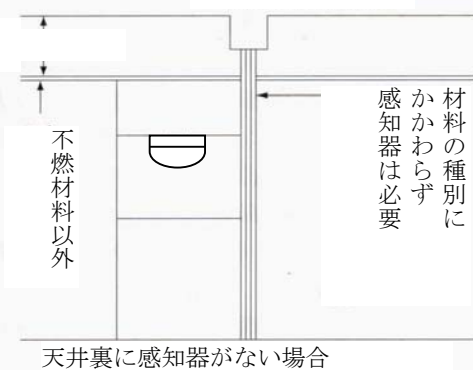 材料の種別に
かかわらず
感知器は必要
不燃材料以外
天井裏に感知器がない場合